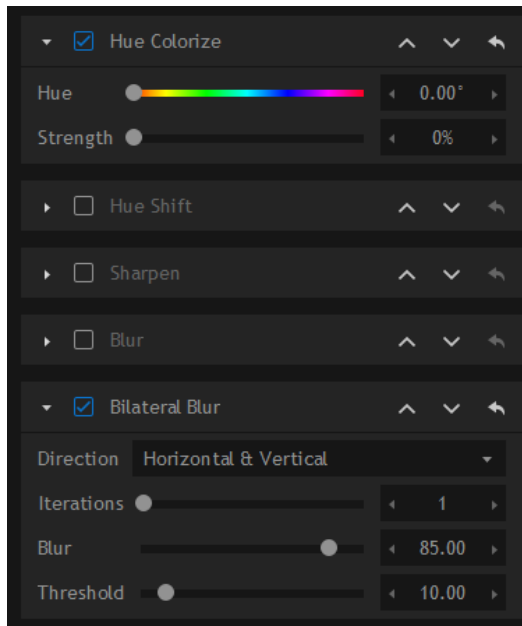 Hue Colorize
Hue 0.00°
Strength 0%
Hue Shift
Sharpen
Blur
Bilateral Blur
Direction Horizontal & Vertical
Iterations 1
Blur 85.00
Threshold 10.00